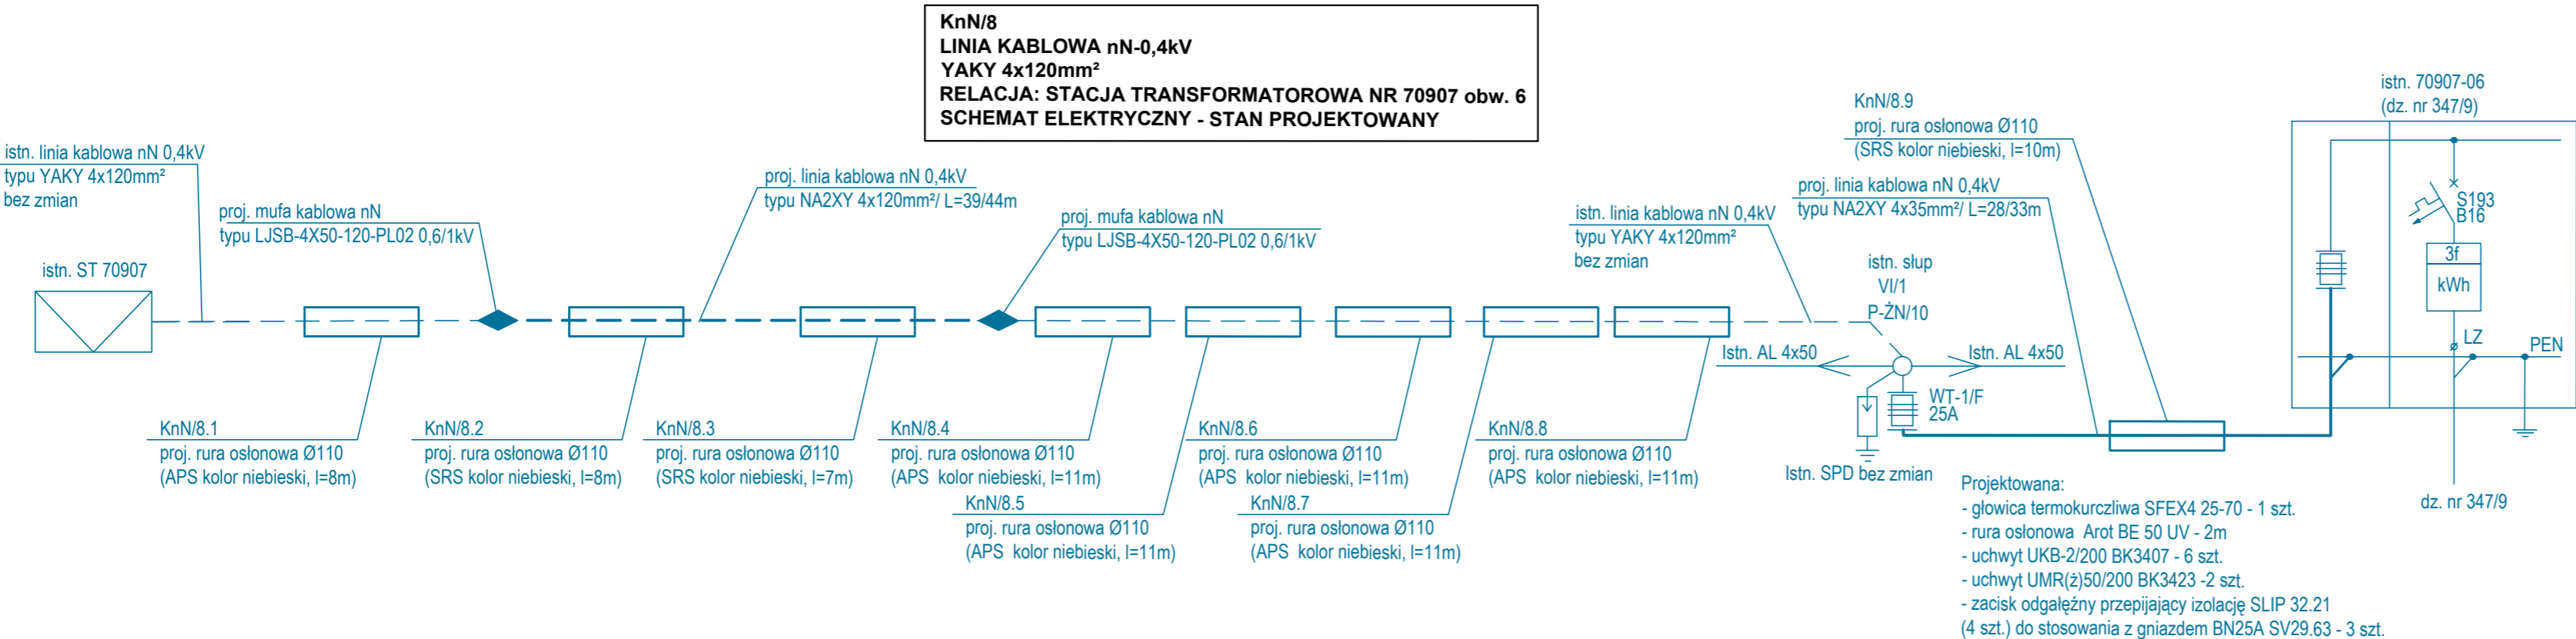 KnN/8
LINIA KABLOWA nN-0,4kV
YAKY 4x120mm²
RELACJA: STACJA TRANSFORMATOROWA NR 70907 obw. 6
SCHEMAT ELEKTRYCZNY - STAN PROJEKTOWANY
istn. linia kablowa nN 0,4kV
typu YAKY 4x120mm²
bez zmian
proj. mufa kablowa nN
typu LJSB-4X50-120-PL02 0,6/1kV
istn. ST 70907
proj. linia kablowa nN 0,4kV
typu NA2XY 4x120mm²/ L=39/44m
proj. mufa kablowa nN
typu LJSB-4X50-120-PL02 0,6/1kV
istn. linia kablowa nN 0,4kV
typu YAKY 4x120mm²
bez zmian
KnN/8.9
proj. rura osłonowa Ø110
(SRS kolor niebieski, l=10m)
proj. linia kablowa nN 0,4kV
typu NA2XY 4x35mm²/ L=28/33m
istn. słup
VI/1
P-ŻN/10
Istn. AL 4x50
Istn. AL 4x50
WT-1/F
25A
Istn. SPD bez zmian
istn. 70907-06
(dz. nr 347/9)
S193
B16
3f
kWh
LZ
PEN
dz. nr 347/9
KnN/8.1
proj. rura osłonowa Ø110
(APS kolor niebieski, l=8m)
KnN/8.2
proj. rura osłonowa Ø110
(SRS kolor niebieski, l=8m)
KnN/8.3
proj. rura osłonowa Ø110
(SRS kolor niebieski, l=7m)
KnN/8.4
proj. rura osłonowa Ø110
(APS kolor niebieski, l=11m)
KnN/8.5
proj. rura osłonowa Ø110
(APS kolor niebieski, l=11m)
KnN/8.6
proj. rura osłonowa Ø110
(APS kolor niebieski, l=11m)
KnN/8.7
proj. rura osłonowa Ø110
(APS kolor niebieski, l=11m)
KnN/8.8
proj. rura osłonowa Ø110
(APS kolor niebieski, l=11m)
Projektowana:
- głowica termokurczliwa SFEX4 25-70 - 1 szt.
- rura osłonowa Arot BE 50 UV - 2m
- uchwyt UKB-2/200 BK3407 - 6 szt.
- uchwyt UMR(ż)50/200 BK3423 -2 szt.
- zacisk odgałęźny przepijający izolację SLIP 32.21
(4 szt.) do stosowania z gniazdem BN25A SV29.63 - 3 szt.